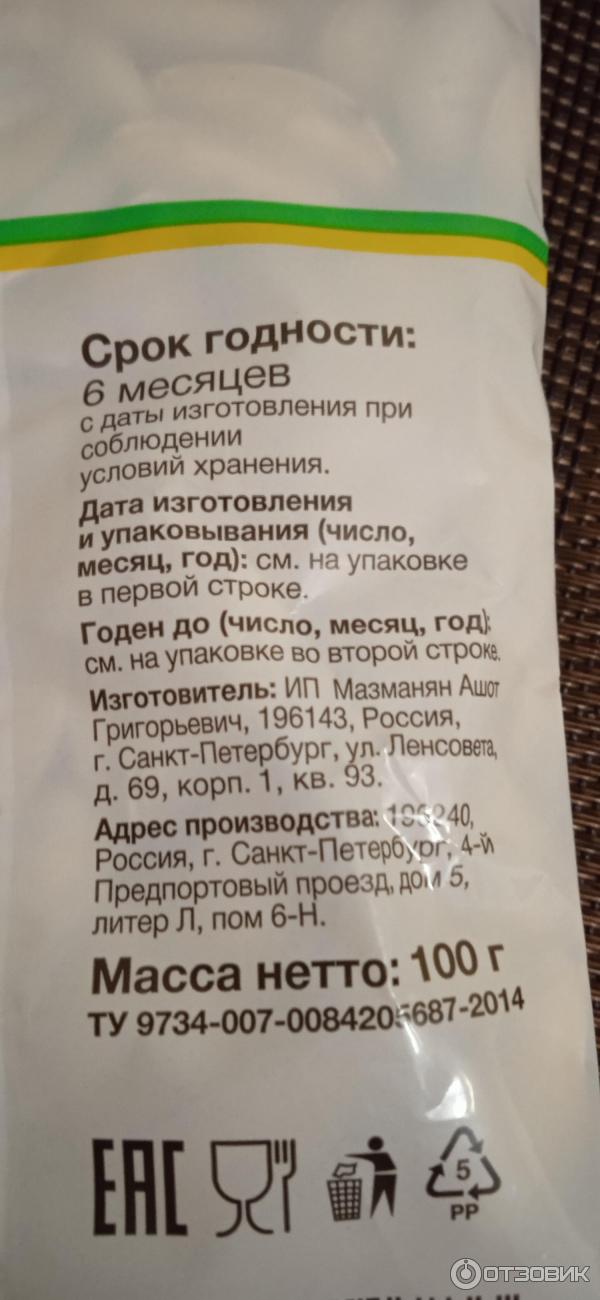 Срок годности:
6 месяцев
с даты изготовления при
соблюдении
условий хранения.
Дата изготовления
и упаковывания (число,
месяц, год): см. на упаковке
в первой строке.
Годен до (число, месяц, год):
см. на упаковке во второй строке.
Изготовитель: ИП Мазманян Ашот
Григорьевич, 196143, Россия,
г. Санкт-Петербург, ул. Ленсовета,
д. 69, корп. 1, кв. 93.
Адрес производства: 196240,
Россия, г. Санкт-Петербург, 4-й
Предпортовый проезд, дом 5,
литер Л, пом 6-Н.
Масса нетто: 100 г
ТУ 9734-007-0084205687-2014
EAC
5
PP
ОТЗОВИК